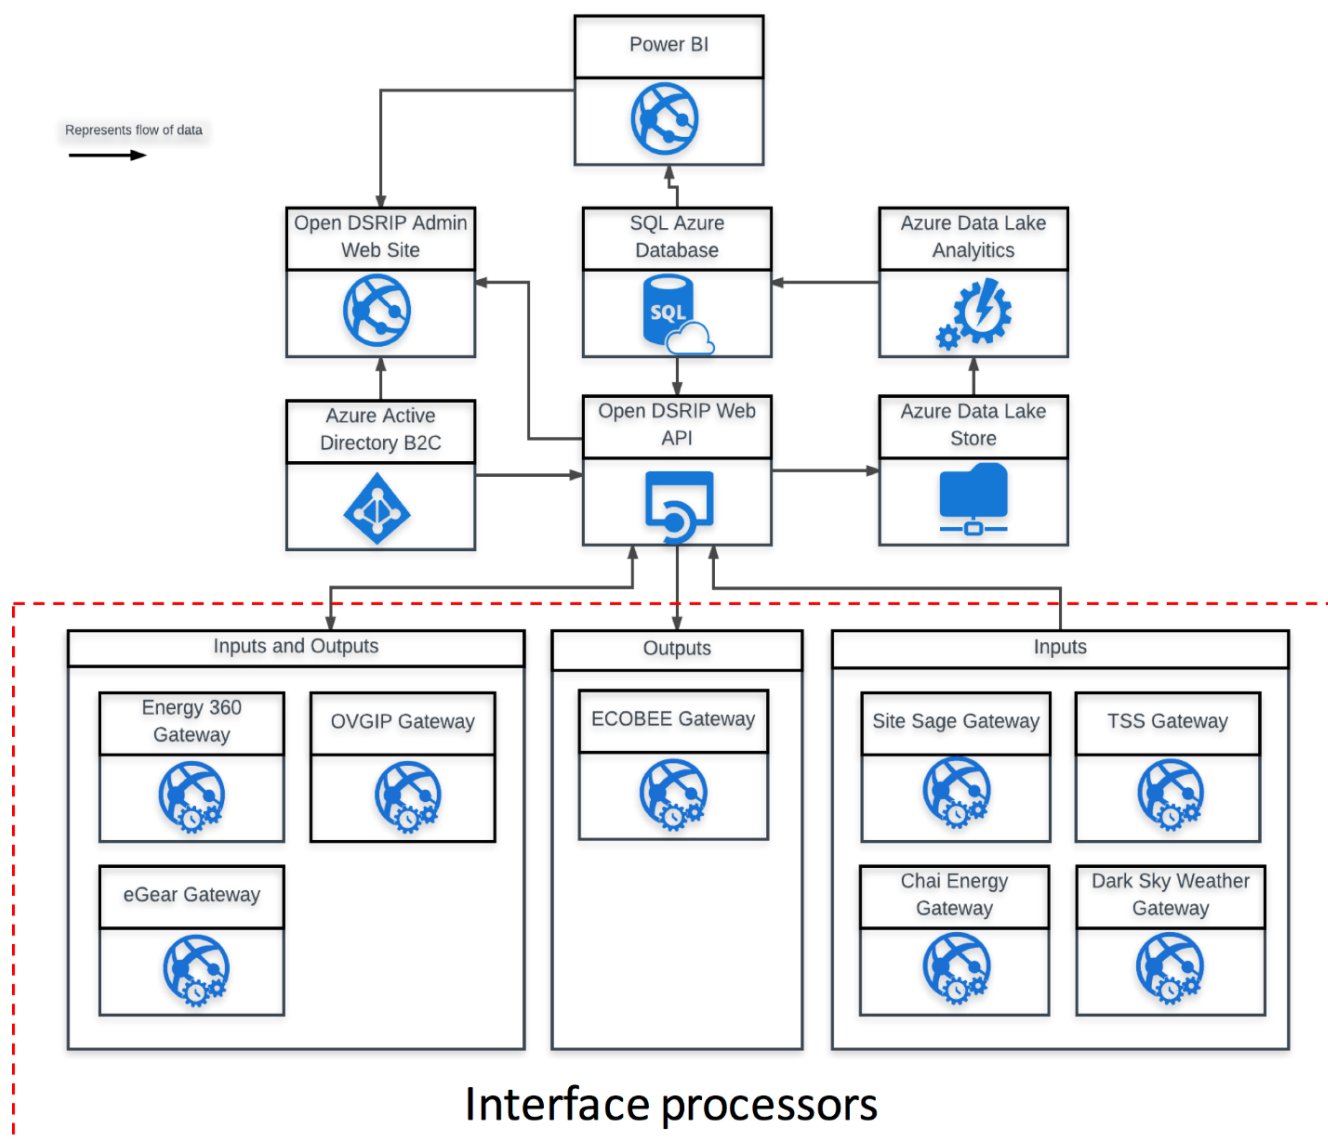 Power BI
Represents flow of data
Open DSRIP Admin
Web Site
SQL Azure
Database
SQL
Azure Data Lake
Analyitics
Azure Active
Directory B2C
Open DSRIP Web
API
Azure Data Lake
Store
Inputs and Outputs
Energy 360
Gateway
OVGIP Gateway
eGear Gateway
Outputs
ECOBEE Gateway
Inputs
Site Sage Gateway
TSS Gateway
Chai Energy
Gateway
Dark Sky Weather
Gateway
Interface processors